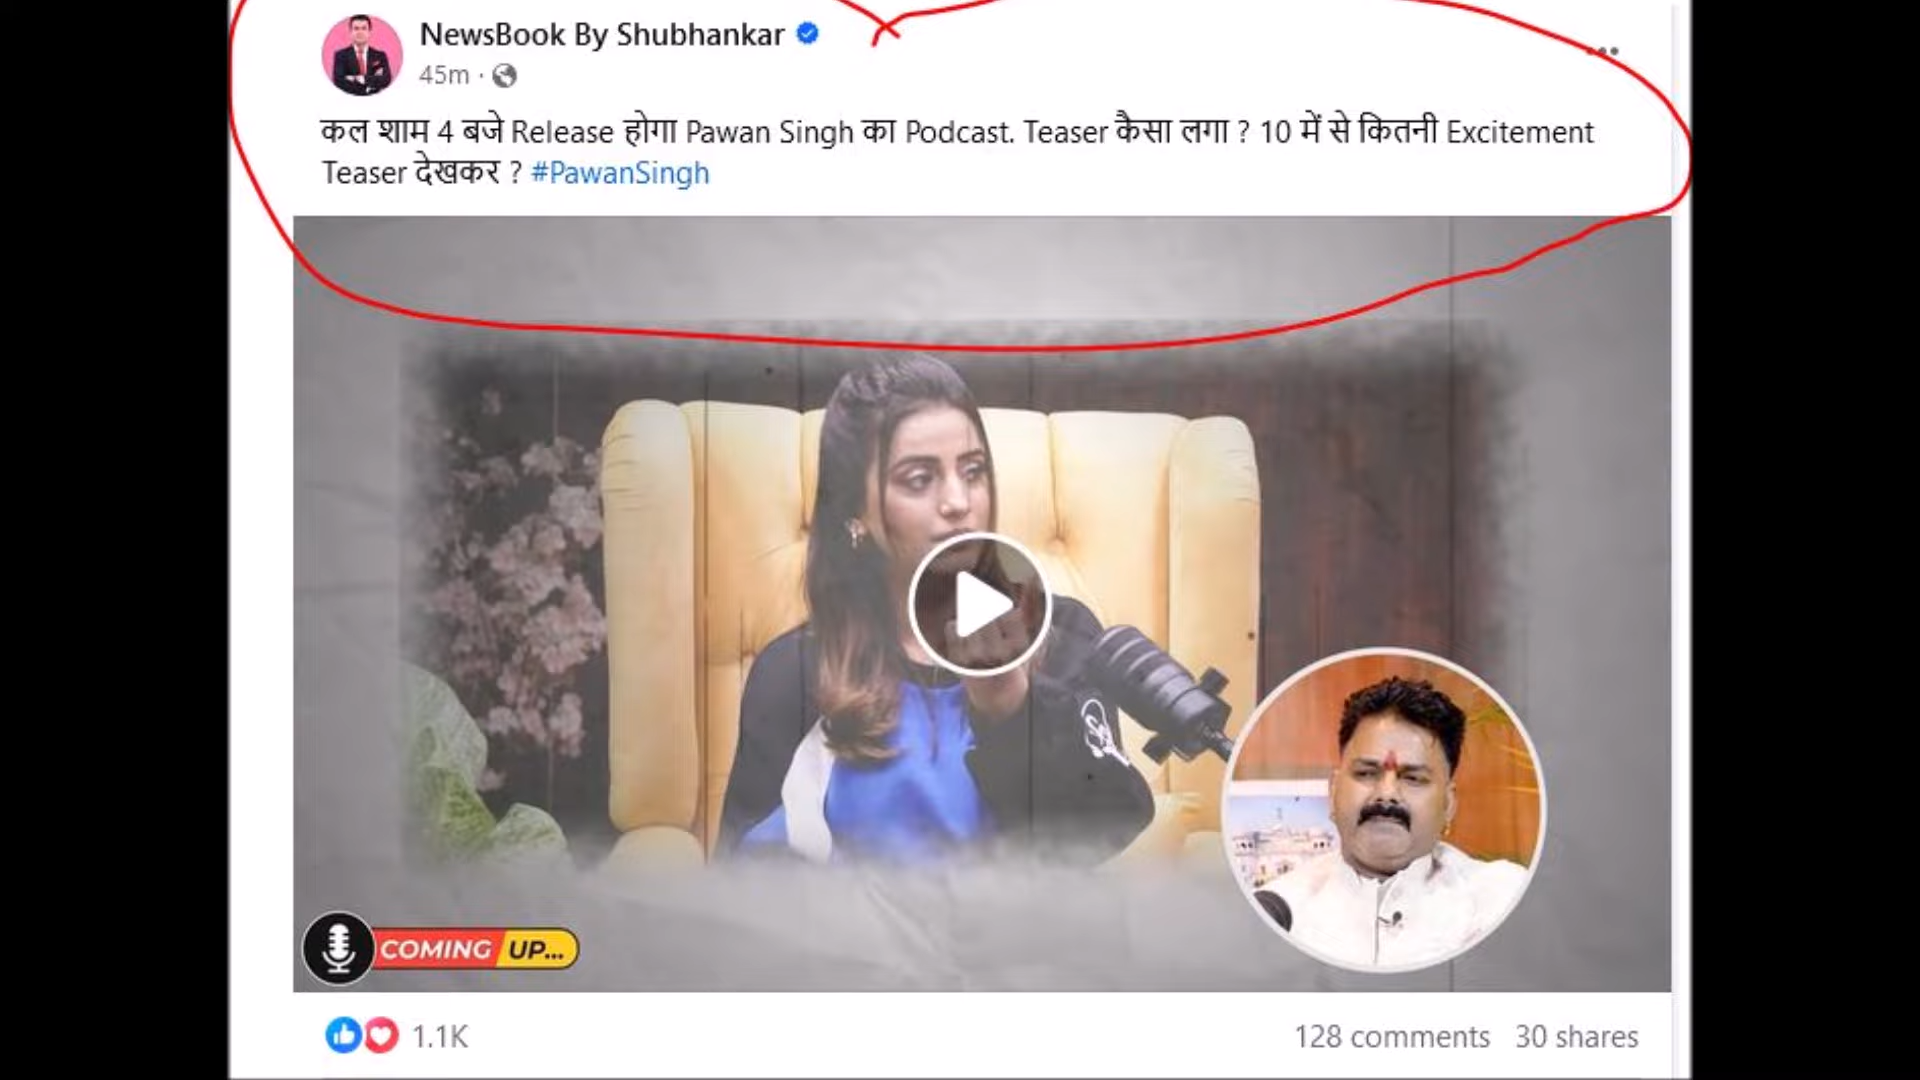 NewsBook By Shubhankar
45m ·
कल शाम 4 बजे Release होगा Pawan Singh का Podcast. Teaser कैसा लगा ? 10 में से कितनी Excitement
Teaser देखकर ? #PawanSingh
COMING UP...
1.1K
128 comments 30 shares